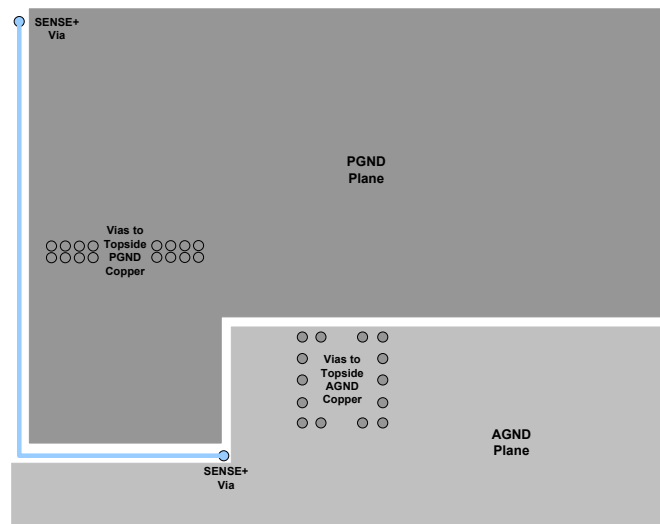 SENSE+
Via
PGND
Plane
Vias to
Topside
PGND
Copper
Vias to
Topside
AGND
Copper
AGND
Plane
SENSE+
Via